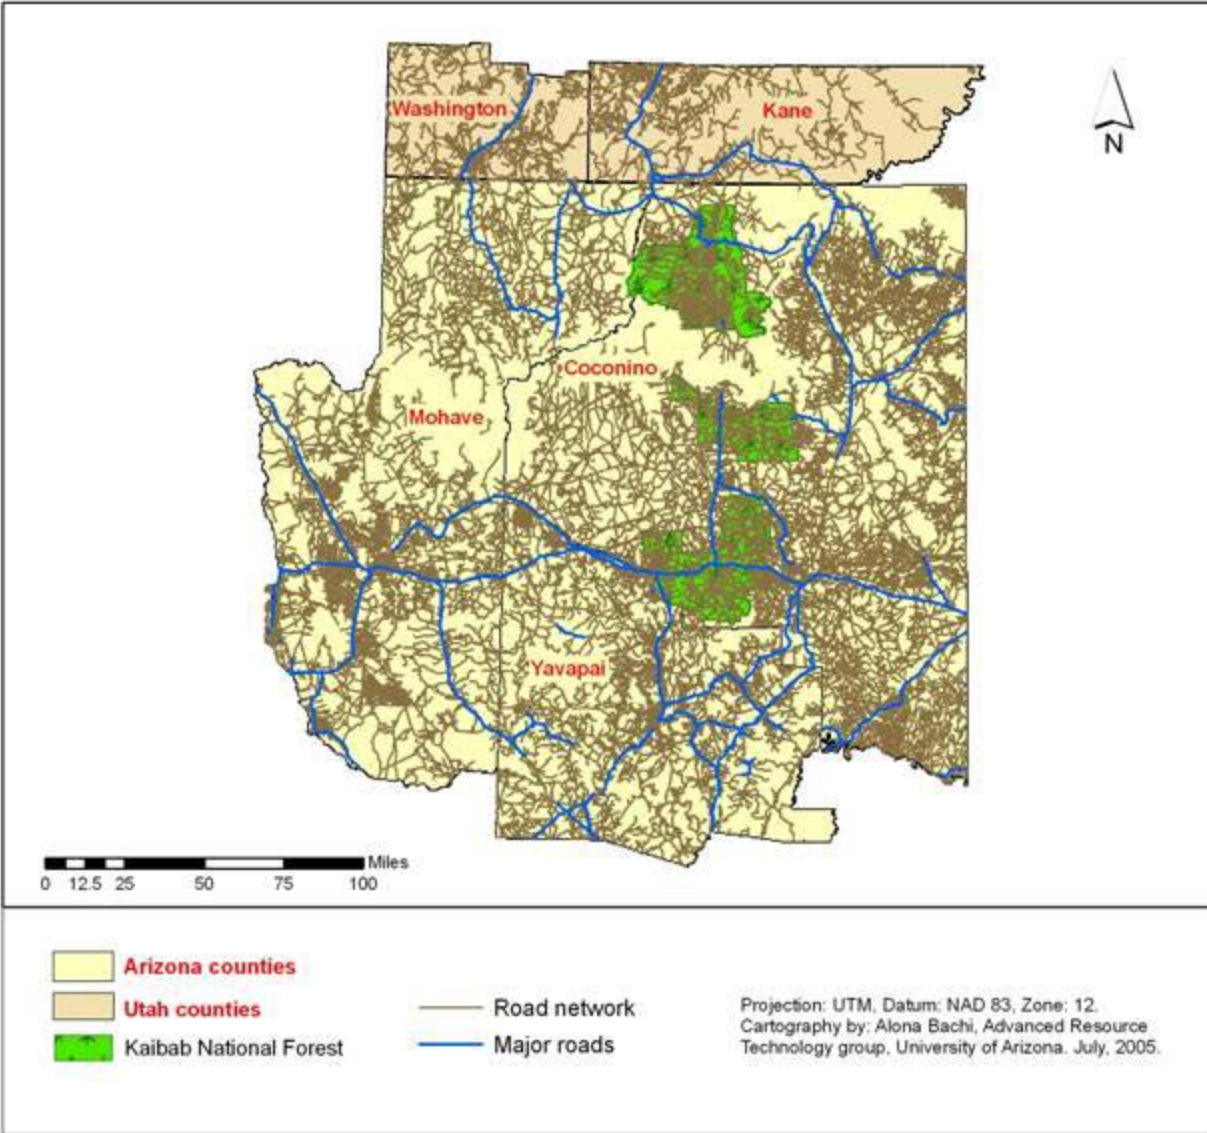 Washington
Kane
N
Coconino
Mohave
Yavapai
Miles
0 12.5 25 50 75 100
Arizona counties
Utah counties
Kaibab National Forest
Road network
Major roads
Projection: UTM, Datum: NAD 83, Zone: 12.
Cartography by: Alona Bachi, Advanced Resource
Technology group, University of Arizona. July, 2005.